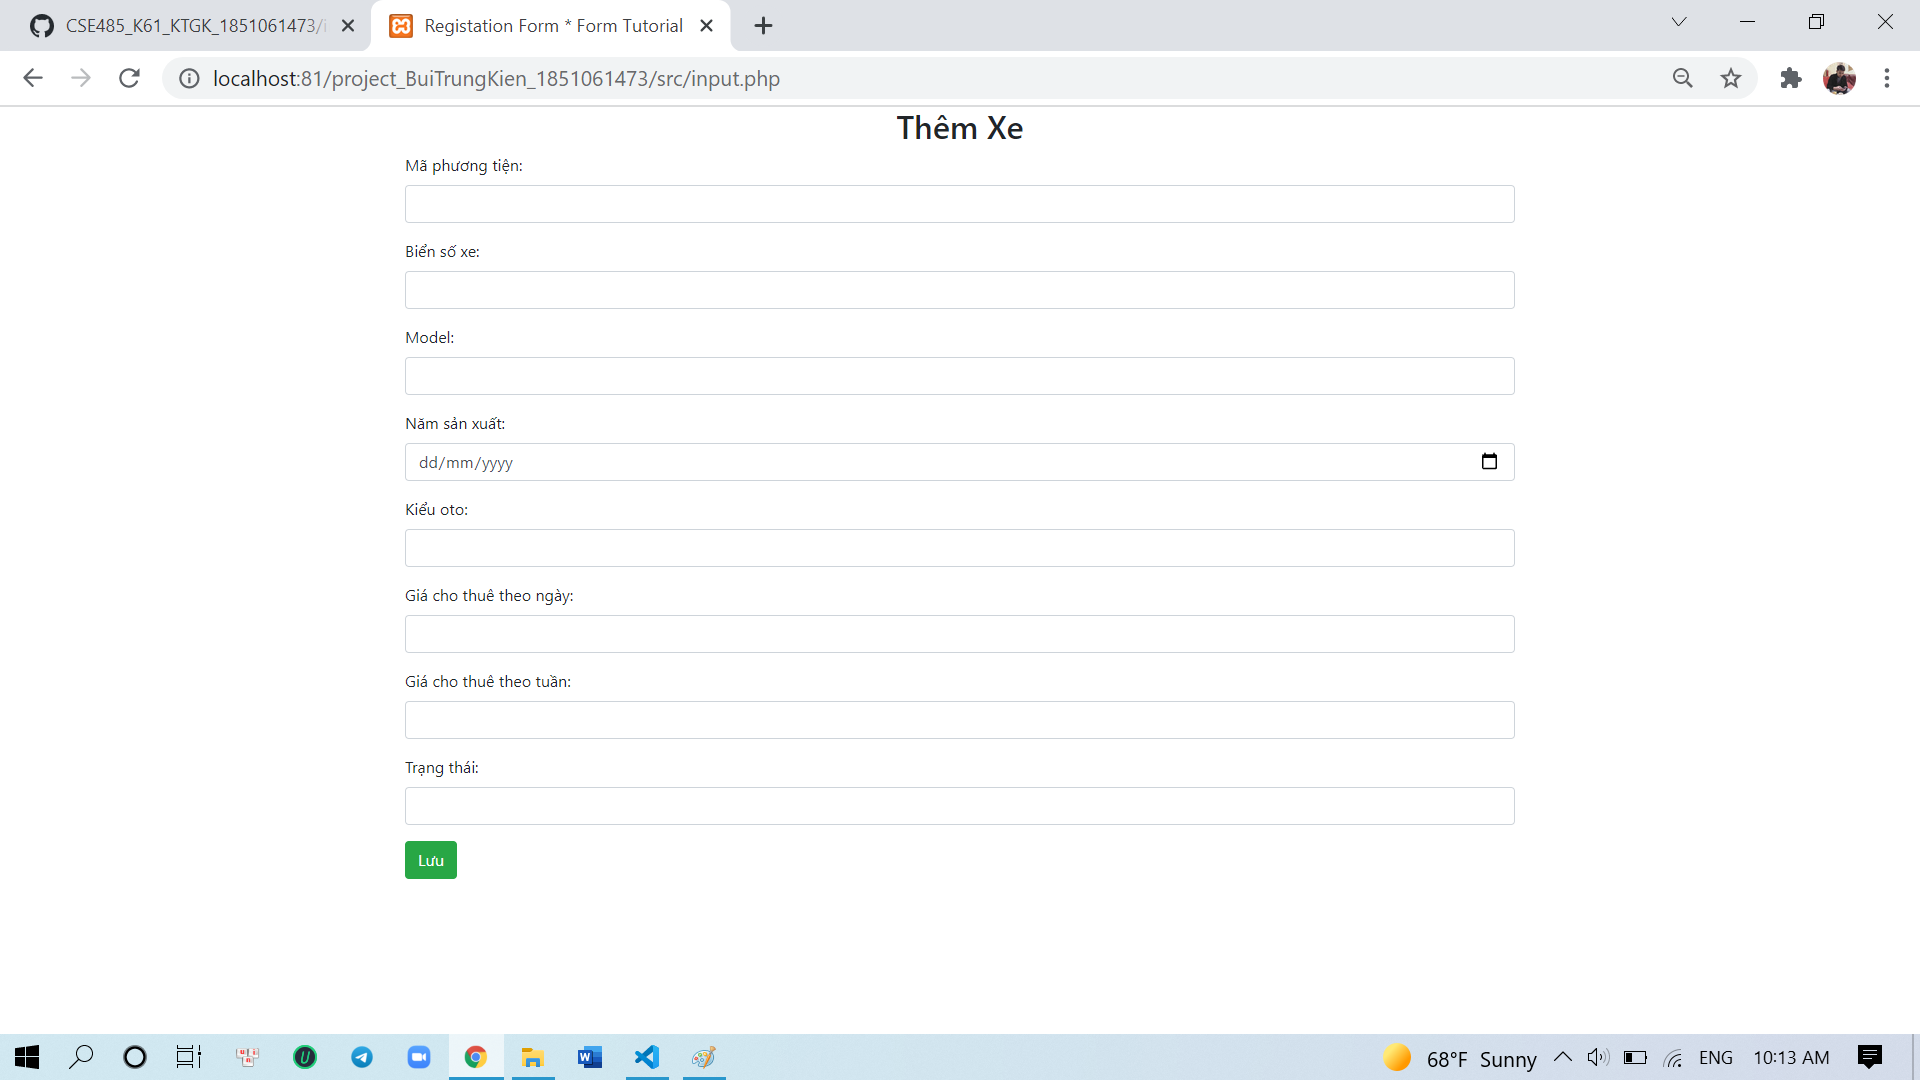 CSE485_K61_KTGK_1851061473/i
Registation Form * Form Tutorial
localhost:81/project_BuiTrungKien_1851061473/src/input.php
Thêm Xe
Mã phương tiện:
Biển số xe:
Model:
Năm sản xuất:
dd/mm/yyyy
Kiểu oto:
Giá cho thuê theo ngày:
Giá cho thuê theo tuần:
Trạng thái:
Lưu
68°F Sunny ENG 10:13 AM